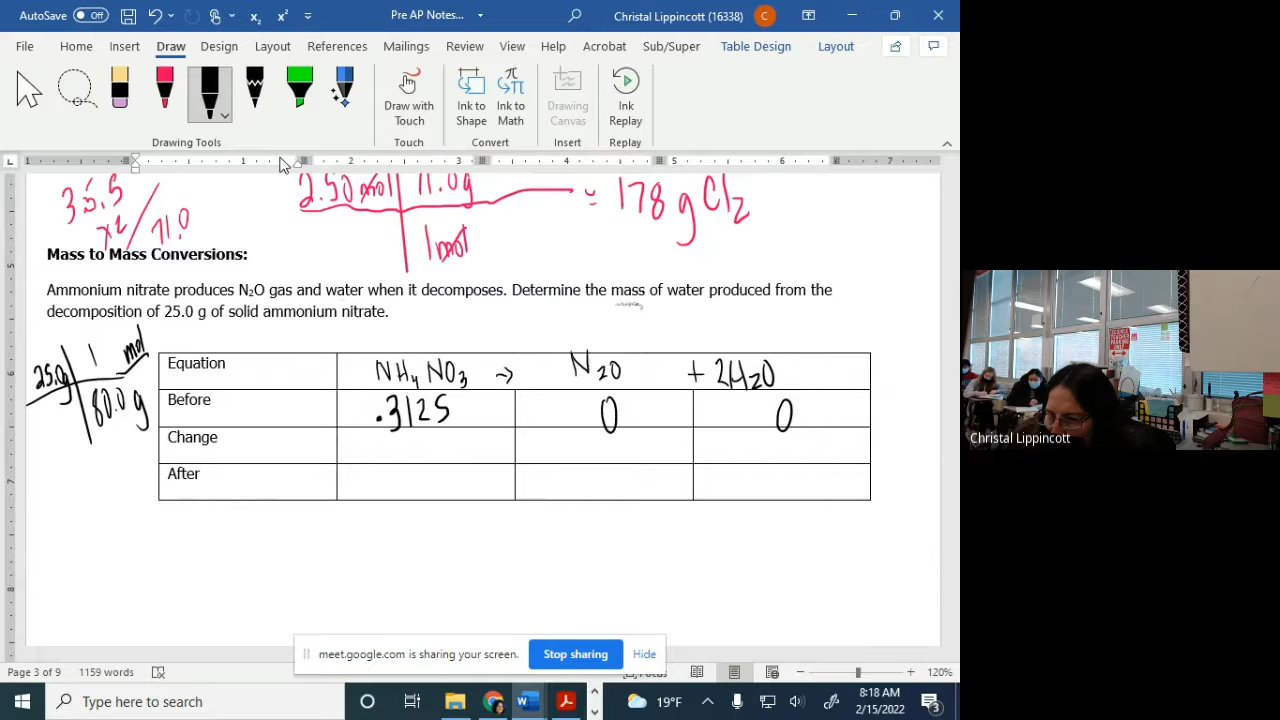 AutoSave Off Pre AP Notes... Christal Lippincott (16338) C
File Home Insert Draw Design Layout References Mailings Review View Help Acrobat Sub/Super Table Design Layout
Draw with Touch Ink to Shape Ink to Math Drawing Canvas Ink Replay
Drawing Tools Touch Convert Insert Replay
35.5
x2 / 71.0
2.50 mol 71.0g = 178 g Cl2
1 mol
Mass to Mass Conversions:
Ammonium nitrate produces N2O gas and water when it decomposes. Determine the mass of water produced from the
decomposition of 25.0 g of solid ammonium nitrate.
25.0g 1 mol
80.0 g
Equation NH4NO3 → N2O + 2H2O
Before .3125 0 0
Change
After
Christal Lippincott
meet.google.com is sharing your screen. Stop sharing Hide
Page 3 of 9 1159 words Focus 120%
Type here to search 19°F 8:18 AM
2/15/2022 3